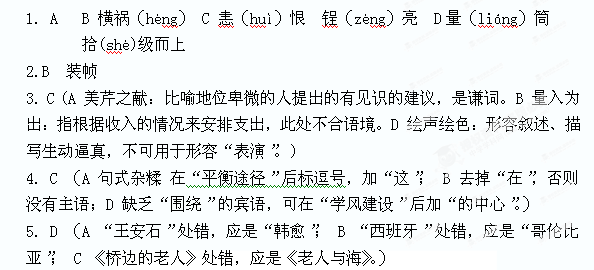 1. A   B 横祸（hèng） C 恚（huì）恨  锃（zèng）亮  D量（liáng）筒
拾(shè)级而上
2.B  装帧
3. C（A 美芹之献：比喻地位卑微的人提出的有见识的建议，是谦词。B 量入为
出：指根据收入的情况来安排支出，此处不合语境。D 绘声绘色：形容叙述、描
写生动逼真，不可用于形容“表演 ”。）
4. C （A 句式杂糅 在 “平衡途径 ”后标逗号，加 “这 ”； B 去掉 “在 ”，否则
没有主语；D 缺乏 “围绕 ”的宾语，可在 “学风建设 ”后加 “的中心 ”。）
5. D （A “王安石 ”处错，应是 “韩愈 ”； B “西班牙 ”处错，应是 “哥伦比
亚 ”； C 《桥边的老人》处错，应是《老人与海》。）